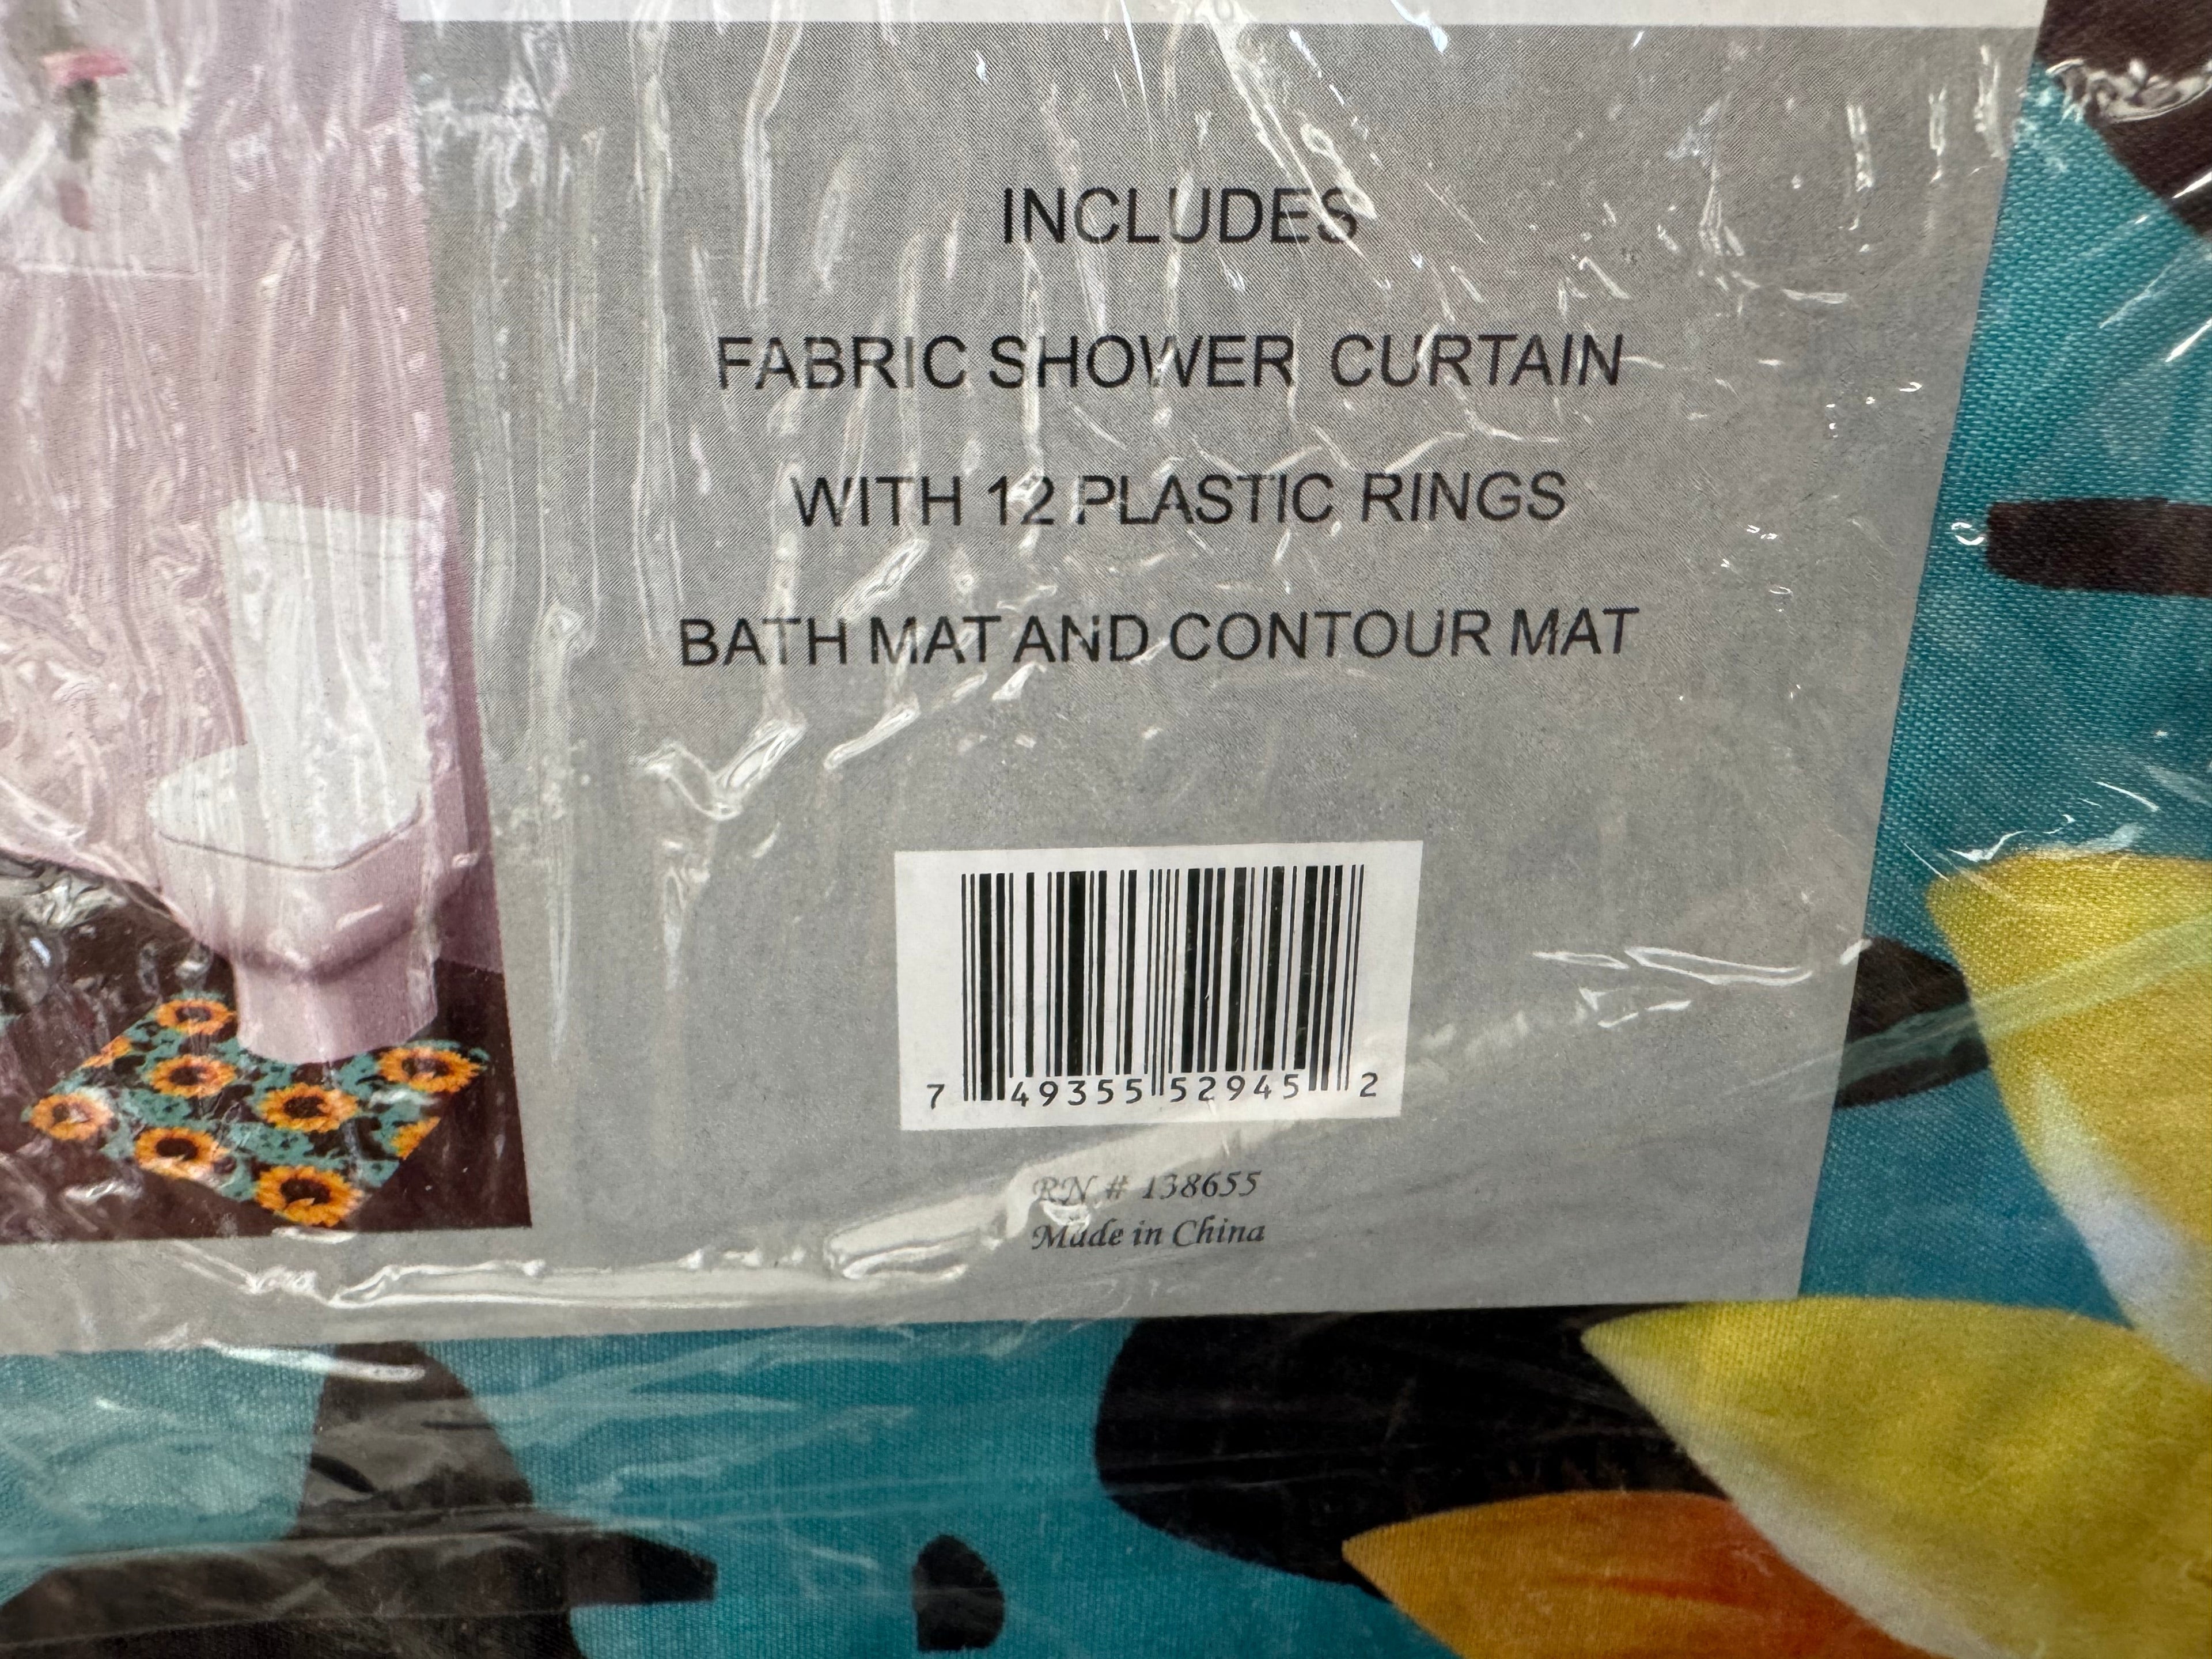 INCLUDES
FABRIC SHOWER CURTAIN
WITH 12 PLASTIC RINGS
BATH MAT AND CONTOUR MAT
7 49355 52945 2
RN # 138655
Made in China